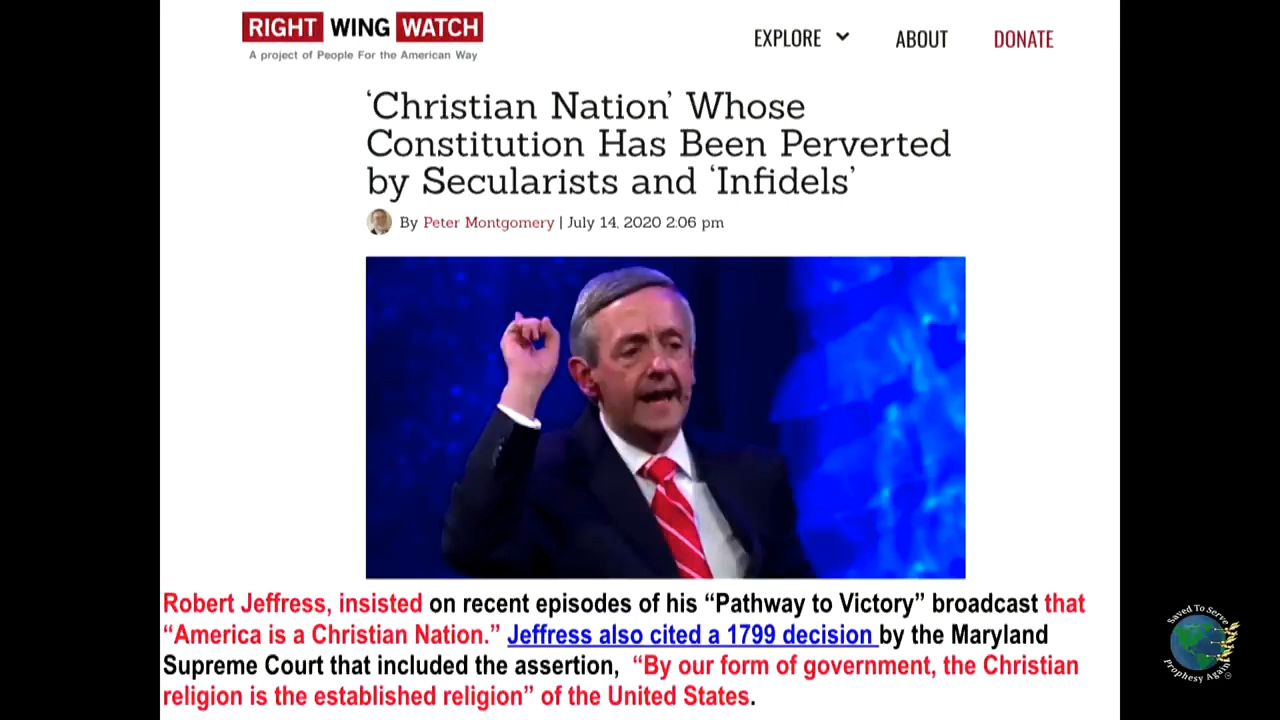 RIGHT WING WATCH
A project of People For the American Way
EXPLORE ABOUT DONATE
‘Christian Nation’ Whose
Constitution Has Been Perverted
by Secularists and ‘Infidels’
By Peter Montgomery | July 14, 2020 2:06 pm
Robert Jeffress, insisted on recent episodes of his “Pathway to Victory” broadcast that
“America is a Christian Nation.” Jeffress also cited a 1799 decision by the Maryland
Supreme Court that included the assertion, “By our form of government, the Christian
religion is the established religion” of the United States.
Saved To Serve
Prophesy Again